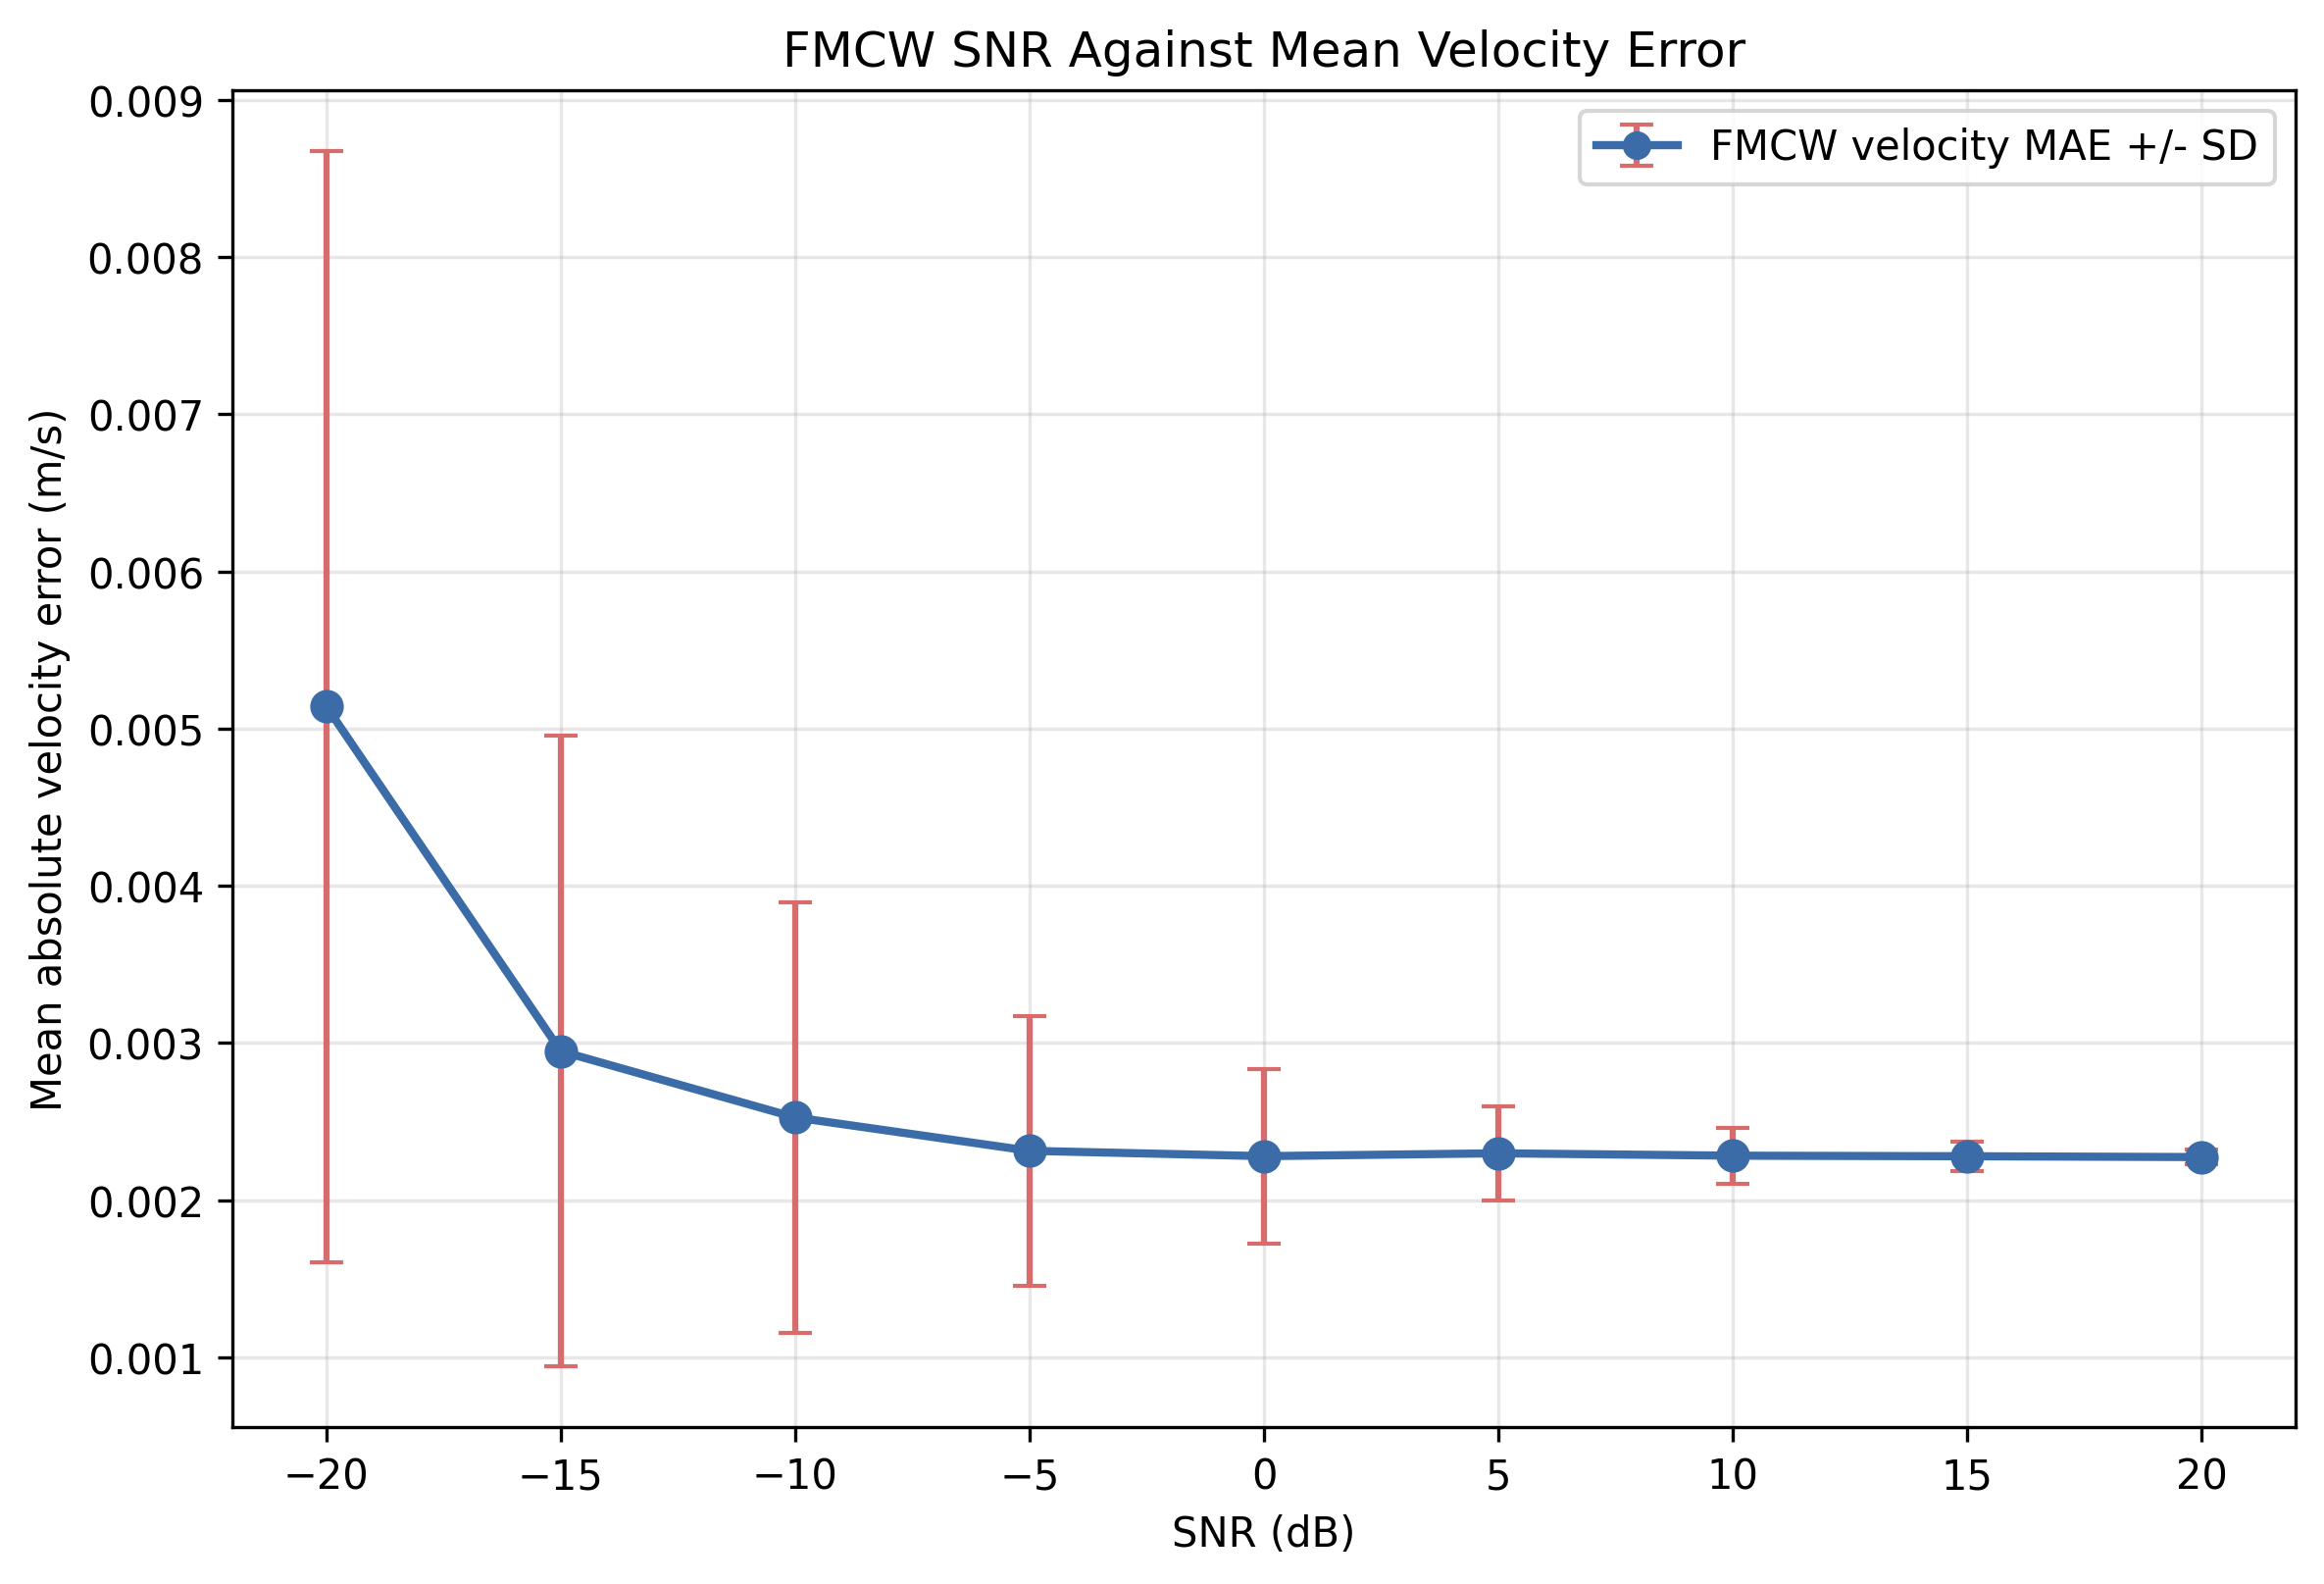 FMCW SNR Against Mean Velocity Error
FMCW velocity MAE +/- SD
Mean absolute velocity error (m/s)
0.009
0.008
0.007
0.006
0.005
0.004
0.003
0.002
0.001
−20 −15 −10 −5 0 5 10 15 20
SNR (dB)